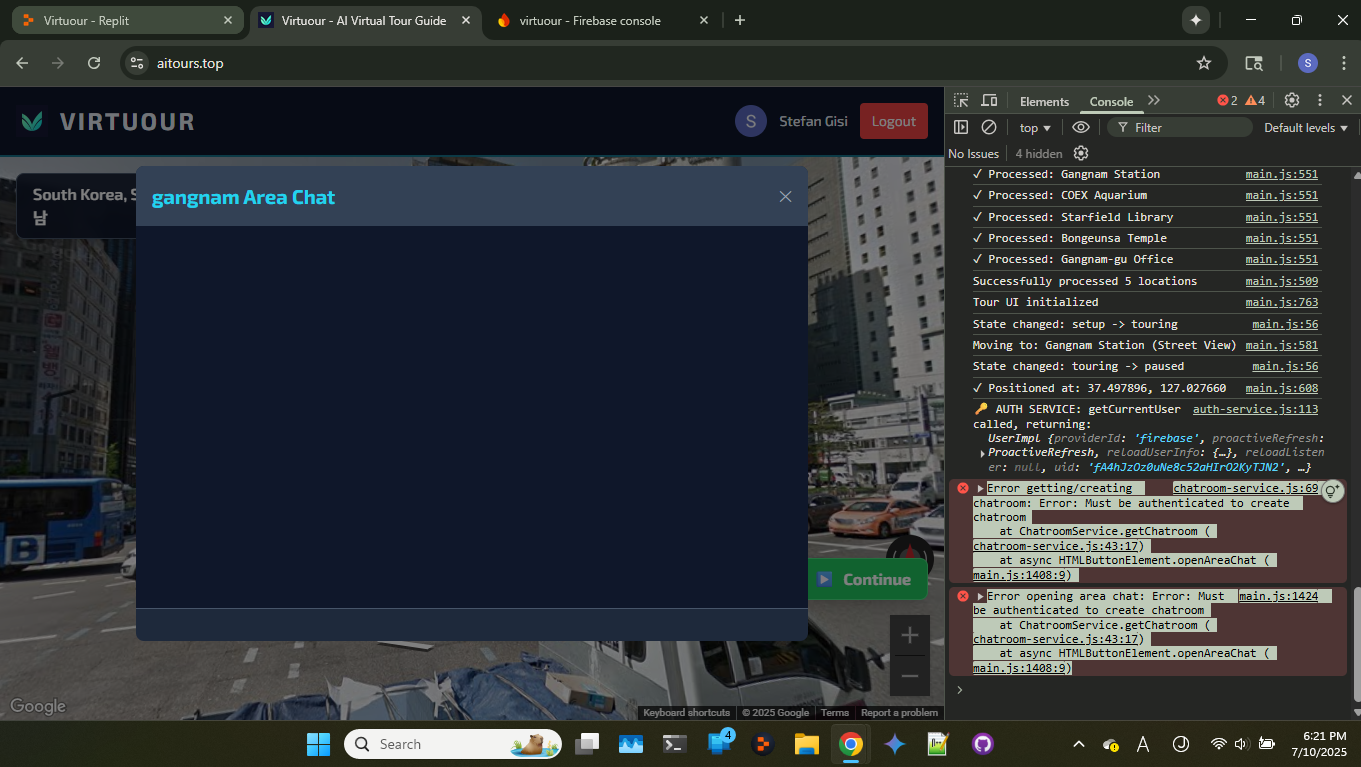 Virtuour - Replit
Virtuour - AI Virtual Tour Guide
virtuour - Firebase console
aitours.top
S
VIRTUOUR
S
Stefan Gisi
Logout
South Korea, S
남
gangnam Area Chat
B
Continue
Google
Keyboard shortcuts
© 2025 Google
Terms
Report a problem
Elements
Console
2
4
top
Filter
Default levels
No Issues
4 hidden
✓ Processed: Gangnam Station main.js:551
✓ Processed: COEX Aquarium main.js:551
✓ Processed: Starfield Library main.js:551
✓ Processed: Bongeunsa Temple main.js:551
✓ Processed: Gangnam-gu Office main.js:551
Successfully processed 5 locations main.js:509
Tour UI initialized main.js:763
State changed: setup -> touring main.js:56
Moving to: Gangnam Station (Street View) main.js:581
State changed: touring -> paused main.js:56
✓ Positioned at: 37.497896, 127.027660 main.js:608
🔑 AUTH SERVICE: getCurrentUser auth-service.js:113
called, returning:
UserImpl {providerId: 'firebase', proactiveRefresh:
ProactiveRefresh, reloadUserInfo: {…}, reloadListen
er: null, uid: 'fA4hJzOz0uNe8c52aHIrO2KyTJN2', …}
Error getting/creating chatroom-service.js:69
chatroom: Error: Must be authenticated to create
chatroom
at ChatroomService.getChatroom (
chatroom-service.js:43:17)
at async HTMLButtonElement.openAreaChat (
main.js:1408:9)
Error opening area chat: Error: Must main.js:1424
be authenticated to create chatroom
at ChatroomService.getChatroom (
chatroom-service.js:43:17)
at async HTMLButtonElement.openAreaChat (
main.js:1408:9)
Search
4
A
6:21 PM
7/10/2025